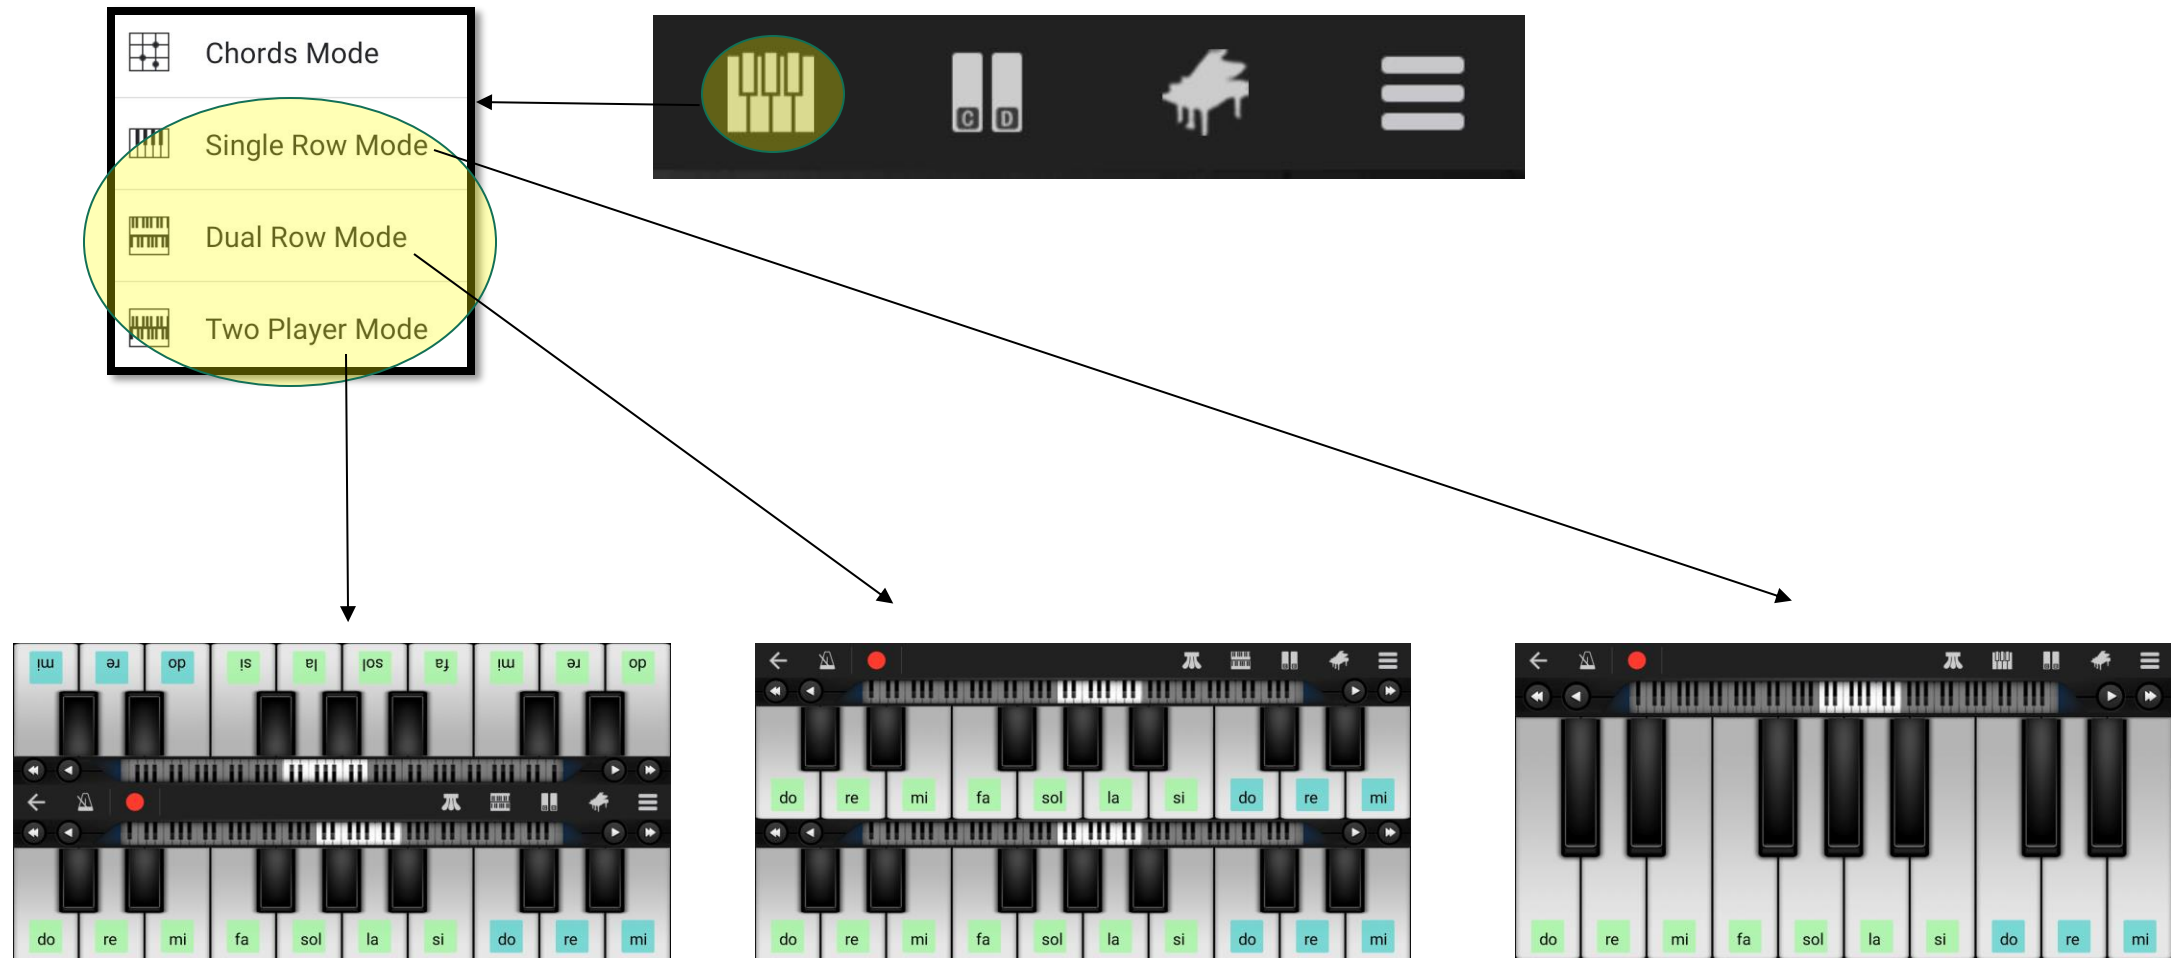 Chords Mode
Single Row Mode
Dual Row Mode
Two Player Mode
C D
mi re do si la sol fa mi re do
do re mi fa sol la si do re mi
do re mi fa sol la si do re mi
do re mi fa sol la si do re mi
do re mi fa sol la si do re mi